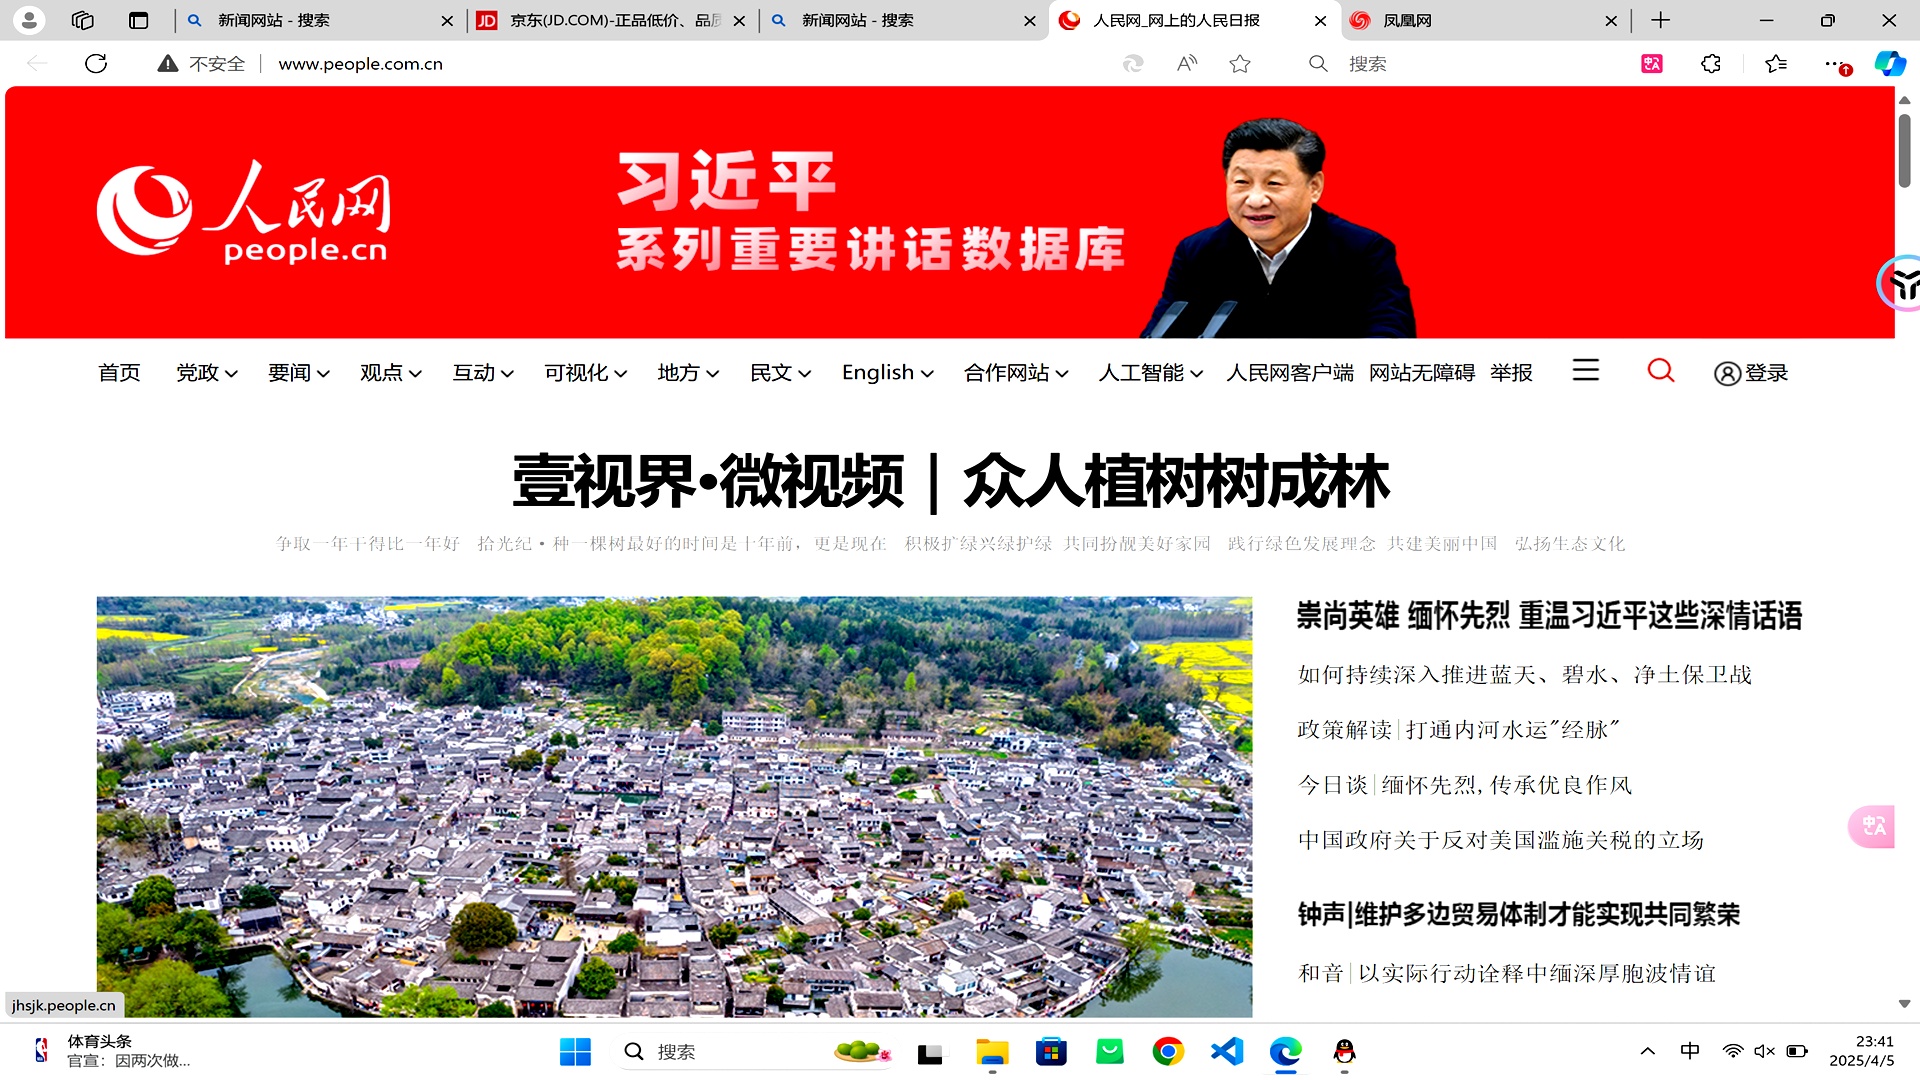 新闻网站 - 搜索
京东(JD.COM)-正品低价、品质
新闻网站 - 搜索
人民网_网上的人民日报
凤凰网
不安全
www.people.com.cn
搜索
人民网
people.cn
习近平
系列重要讲话数据库
首页 党政 要闻 观点 互动 可视化 地方 民文 English 合作网站 人工智能 人民网客户端 网站无障碍 举报 登录
壹视界·微视频｜众人植树树成林
争取一年干得比一年好 拾光纪·种一棵树最好的时间是十年前，更是现在 积极扩绿兴绿护绿 共同扮靓美好家园 践行绿色发展理念 共建美丽中国 弘扬生态文化
崇尚英雄 缅怀先烈 重温习近平这些深情话语
如何持续深入推进蓝天、碧水、净土保卫战
政策解读|打通内河水运"经脉"
今日谈|缅怀先烈,传承优良作风
中国政府关于反对美国滥施关税的立场
钟声|维护多边贸易体制才能实现共同繁荣
和音|以实际行动诠释中缅深厚胞波情谊
jhsjk.people.cn
体育头条
官宣：因两次做...
搜索
中
23:41
2025/4/5